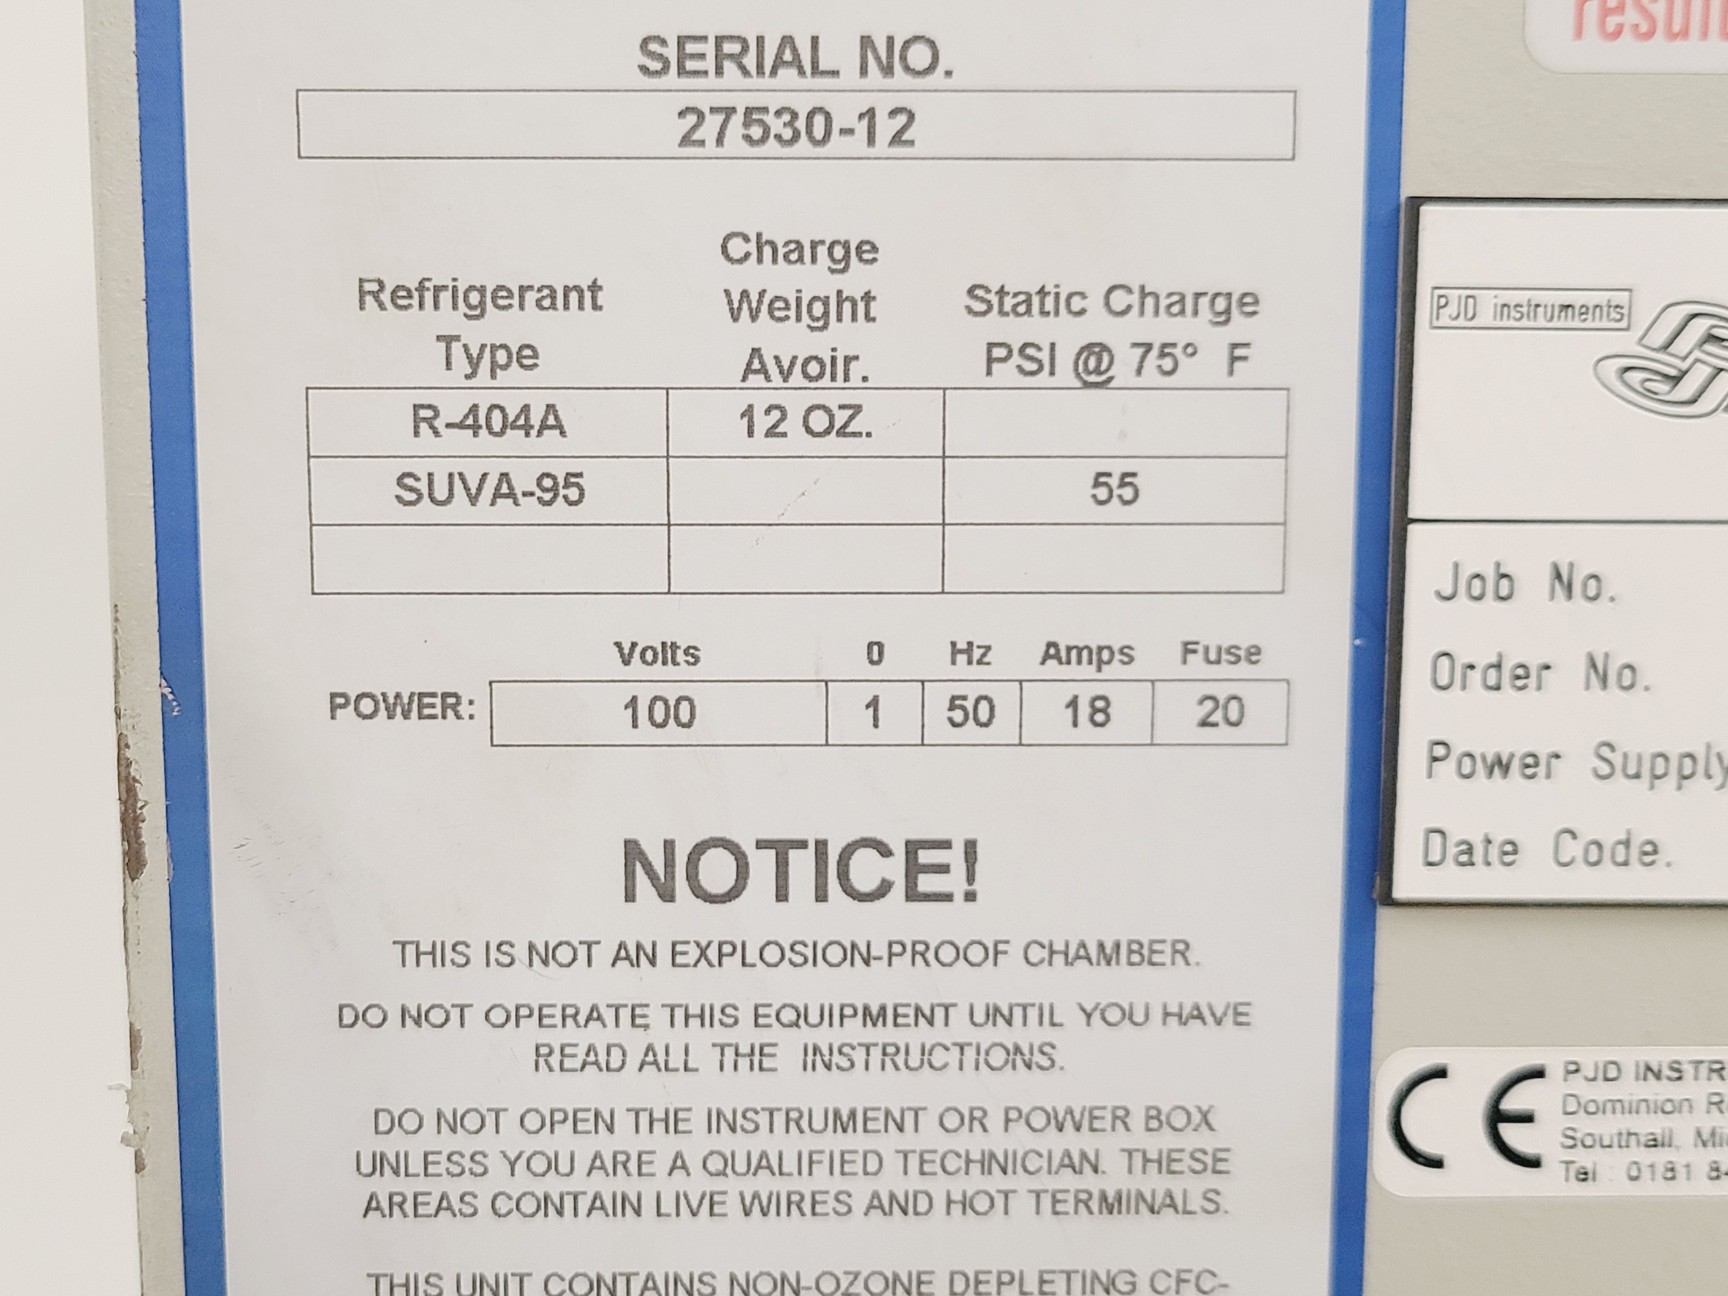 SERIAL NO.
27530-12
Refrigerant Type
Charge Weight Avoir.
Static Charge PSI @ 75° F
R-404A 12 OZ.
SUVA-95 55
Volts 0 Hz Amps Fuse
POWER: 100 1 50 18 20
NOTICE!
THIS IS NOT AN EXPLOSION-PROOF CHAMBER.
DO NOT OPERATE THIS EQUIPMENT UNTIL YOU HAVE
READ ALL THE INSTRUCTIONS.
DO NOT OPEN THE INSTRUMENT OR POWER BOX
UNLESS YOU ARE A QUALIFIED TECHNICIAN. THESE
AREAS CONTAIN LIVE WIRES AND HOT TERMINALS.
THIS UNIT CONTAINS NON-OZONE DEPLETING CFC-
PJD instruments
Job No.
Order No.
Power Supply
Date Code.
CE
PJD INSTR
Dominion R
Southall, Mi
Tel : 0181 8